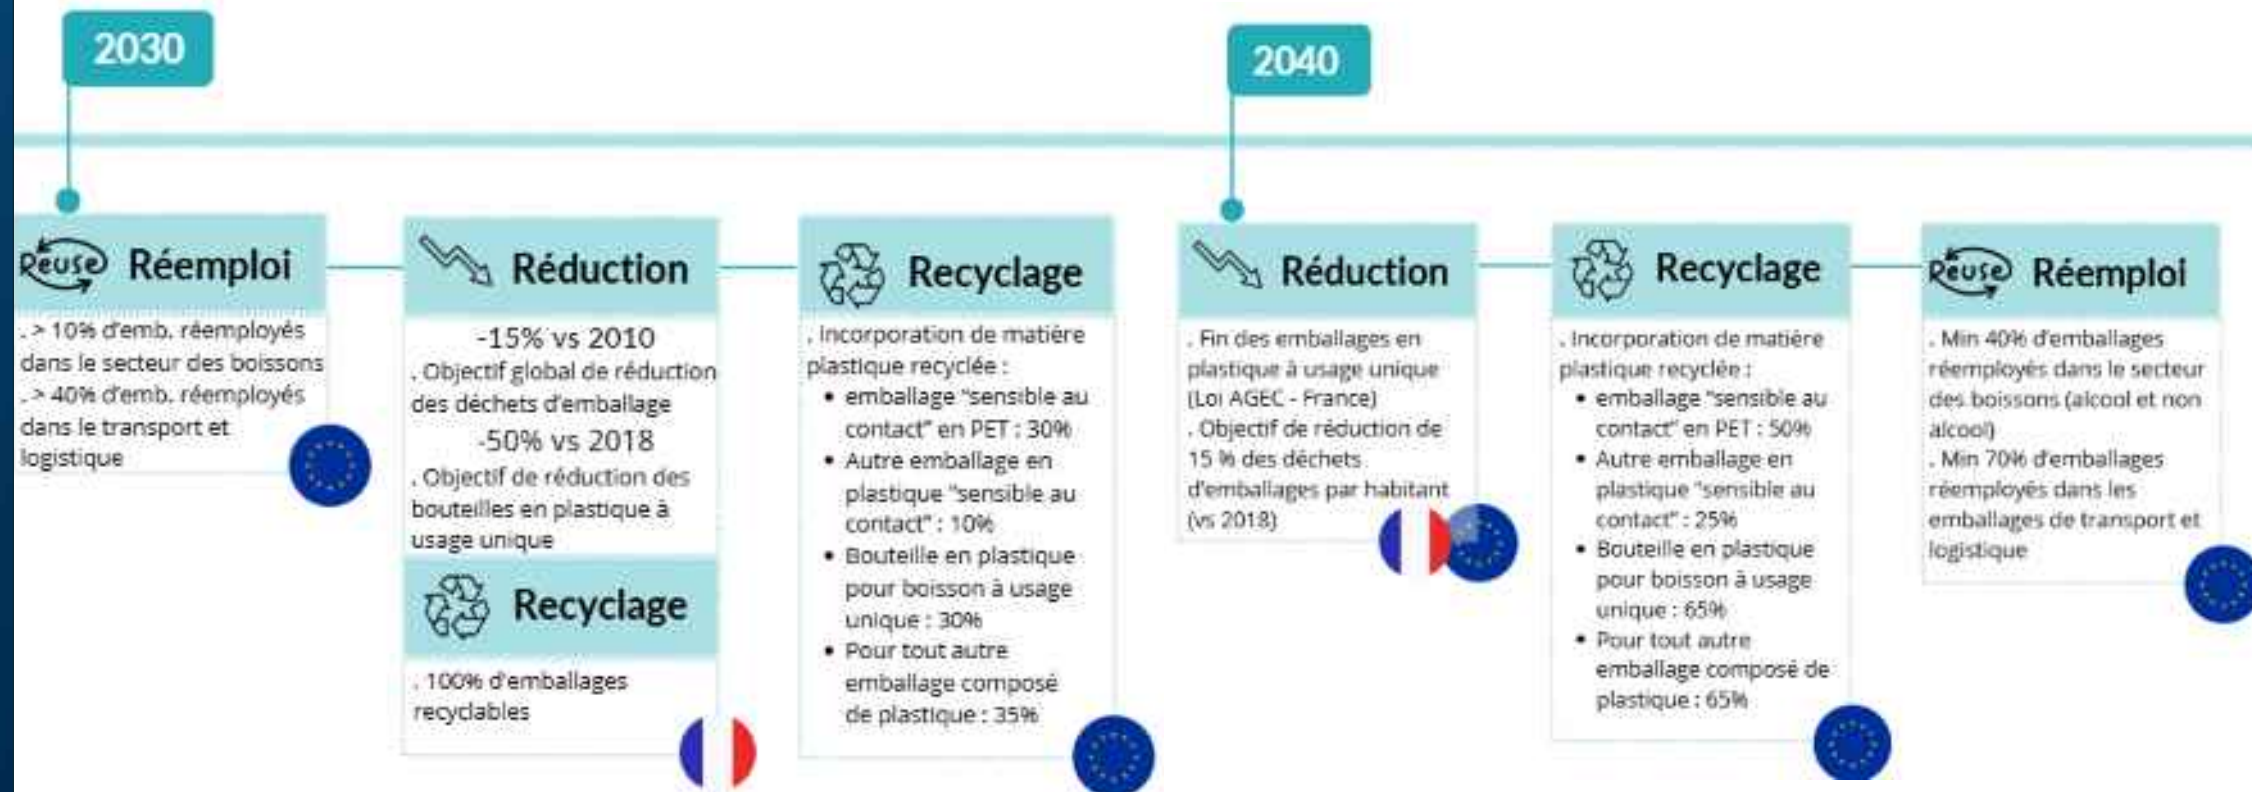 2030
Reuse Réemploi
. > 10% d'emb. réemployés
dans le secteur des boissons
. > 40% d'emb. réemployés
dans le transport et
logistique
Réduction
-15% vs 2010
. Objectif global de réduction
des déchets d'emballage
-50% vs 2018
. Objectif de réduction des
bouteilles en plastique à
usage unique
Recyclage
. 100% d'emballages
recyclables
Recyclage
. Incorporation de matière
plastique recyclée :
• emballage "sensible au
contact" en PET : 30%
• Autre emballage en
plastique "sensible au
contact" : 10%
• Bouteille en plastique
pour boisson à usage
unique : 30%
• Pour tout autre
emballage composé
de plastique : 35%
2040
Réduction
. Fin des emballages en
plastique à usage unique
(Loi AGEC - France)
. Objectif de réduction de
15 % des déchets
d'emballages par habitant
(vs 2018)
Recyclage
. Incorporation de matière
plastique recyclée :
• emballage "sensible au
contact" en PET : 50%
• Autre emballage en
plastique "sensible au
contact" : 25%
• Bouteille en plastique
pour boisson à usage
unique : 65%
• Pour tout autre
emballage composé de
plastique : 65%
Reuse Réemploi
. Min 40% d'emballages
réemployés dans le secteur
des boissons (alcool et non
alcool)
. Min 70% d'emballages
réemployés dans les
emballages de transport et
logistique